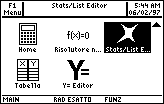 F1
Menu
Stats/List Editor
5:44 AM
06/02/97
Home
f(x)=0
Risolutore n...
Stats/List E...
Tabella
Y=
Y= Editor
MAIN RAD ESATTO FUNZ